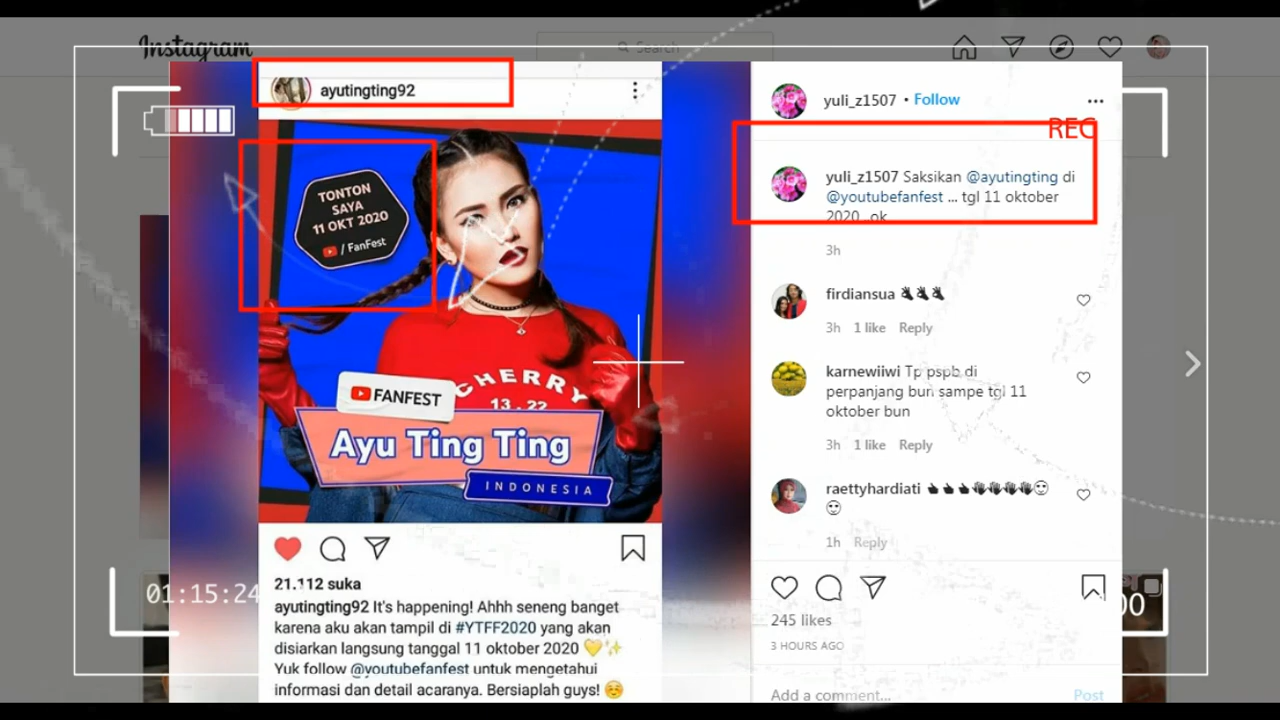 Instagram
Search
ayutingting92
TONTON
SAYA
11 OKT 2020
/ FanFest
CHERRY
13.22
FANFEST
Ayu Ting Ting
INDONESIA
21.112 suka
ayutingting92 It's happening! Ahhh seneng banget
karena aku akan tampil di #YTFF2020 yang akan
disiarkan langsung tanggal 11 oktober 2020 💛✨
Yuk follow @youtubefanfest untuk mengetahui
informasi dan detail acaranya. Bersiaplah guys! ☺️
yuli_z1507 • Follow
REC
yuli_z1507 Saksikan @ayutingting di
@youtubefanfest ... tgl 11 oktober
2020..ok
3h
firdiansua
3h 1 like Reply
karnewiiwi Tp pspb di
perpanjang bun sampe tgl 11
oktober bun
3h 1 like Reply
raettyhardiati
1h Reply
245 likes
3 HOURS AGO
Add a comment...
Post
01:15:24
00